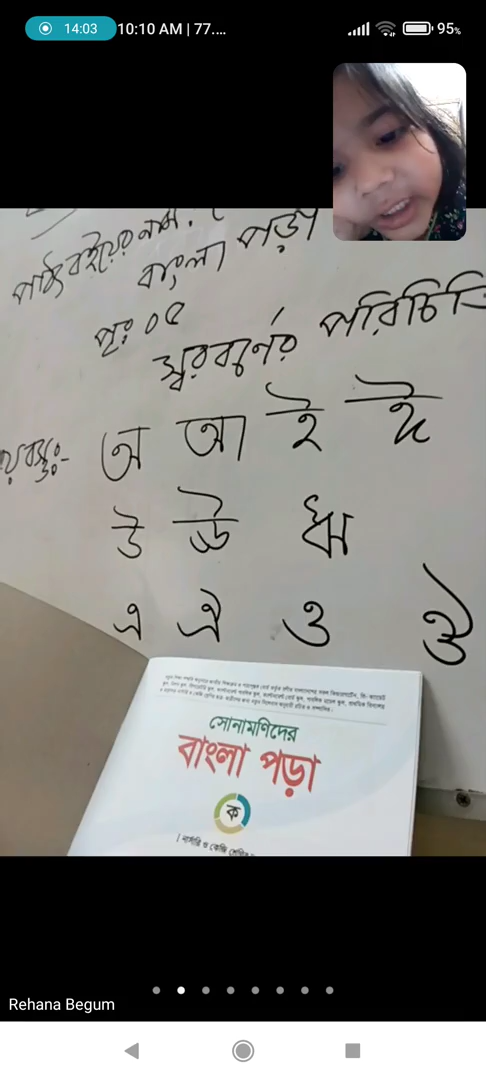 14:03 10:10 AM | 77.... 95%
পাঠ্য বইয়ের নাম :
বাংলা পড়া
পৃঃ ০৫
স্বরবর্ণের পরিচিতি
অ আ ই ঈ
উ ঊ ঋ
এ ঐ ও ঔ
সোনামণিদের
বাংলা পড়া
ক
নার্সারি ও কেজি শ্রেণির
Rehana Begum